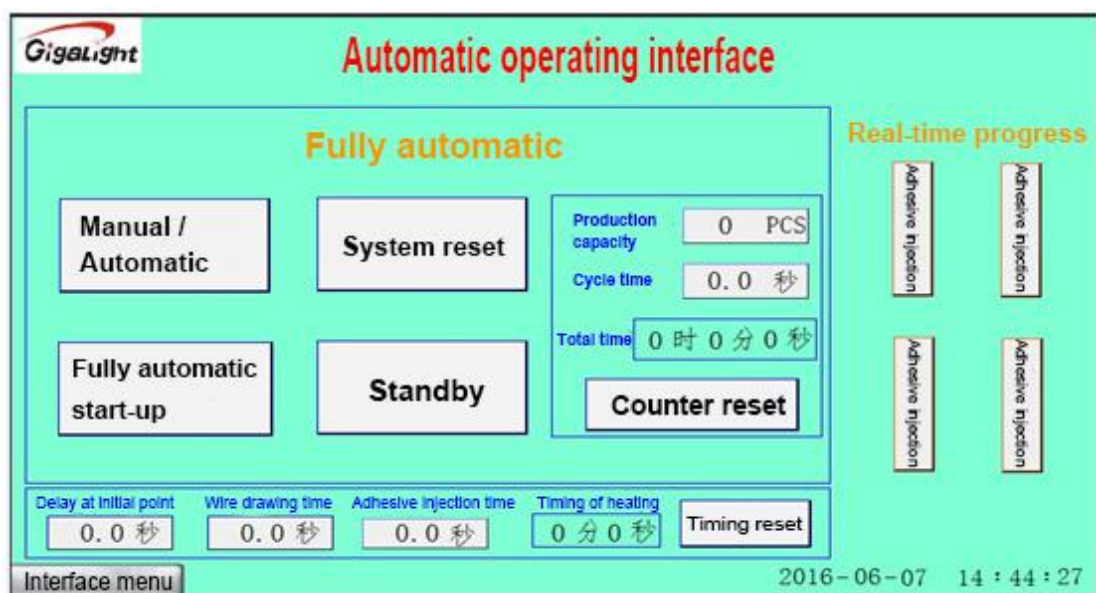 GigaLight
Automatic operating interface
Fully automatic
Manual /
Automatic
System reset
Production
capacity
0 PCS
Cycle time
0.0 秒
Total time
0 时 0 分 0 秒
Fully automatic
start-up
Standby
Counter reset
Real-time progress
Adhesive injection
Adhesive injection
Adhesive injection
Adhesive injection
Delay at initial point
0.0 秒
Wire drawing time
0.0 秒
Adhesive injection time
0.0 秒
Timing of heating
0 分 0 秒
Timing reset
Interface menu
2016-06-07 14:44:27